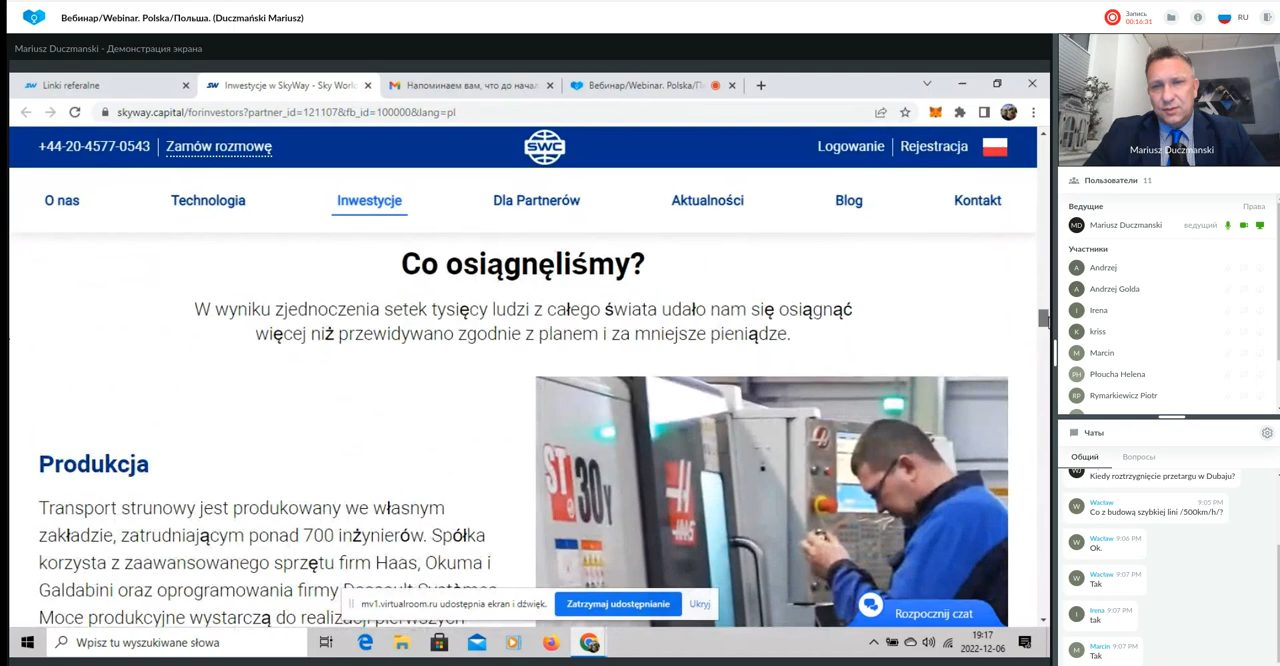 Вебинар/Webinar. Polska/Польша. (Duczmański Mariusz)
Запись
00:16:31
RU
Mariusz Duczmanski - Демонстрация экрана
Linki referalne
Inwestycje w SkyWay - Sky Worl
Напоминаем вам, что до начал
Вебинар/Webinar. Polska/П
skyway.capital/forinvestors?partner_id=121107&fb_id=100000&lang=pl
+44-20-4577-0543
Zamów rozmowę
SWC
Logowanie
Rejestracja
O nas
Technologia
Inwestycje
Dla Partnerów
Aktualności
Blog
Kontakt
Co osiągnęliśmy?
W wyniku zjednoczenia setek tysięcy ludzi z całego świata udało nam się osiągnąć
więcej niż przewidywano zgodnie z planem i za mniejsze pieniądze.
Produkcja
Transport strunowy jest produkowany we własnym
zakładzie, zatrudniającym ponad 700 inżynierów. Spółka
korzysta z zaawansowanego sprzętu firm Haas, Okuma i
Galdabini oraz oprogramowania firmy
Moce produkcyjne wystarczą do realizacji pierwszych
ST30Y
HAAS
mv1.virtualroom.ru udostępnia ekran i dźwięk.
Zatrzymaj udostępnianie
Ukryj
Rozpocznij czat
Wpisz tu wyszukiwane słowa
19:17
2022-12-06
Mariusz Duczmanski
Пользователи 11
Ведущие
Права
MD
Mariusz Duczmanski
ведущий
Участники
A
Andrzej
A
Andrzej Golda
I
Irena
K
kriss
M
Marcin
PH
Płoucha Helena
RP
Rymarkiewicz Piotr
Чаты
Общий
Вопросы
Kiedy roztrzygnięcie przetargu w Dubaju?
W
Wacław
9:05 PM
Co z budową szybkiej lini /500km/h/?
W
Wacław 9:06 PM
Ok.
W
Wacław 9:07 PM
Tak
I
Irena 9:07 PM
tak
M
Marcin 9:07 PM
Tak